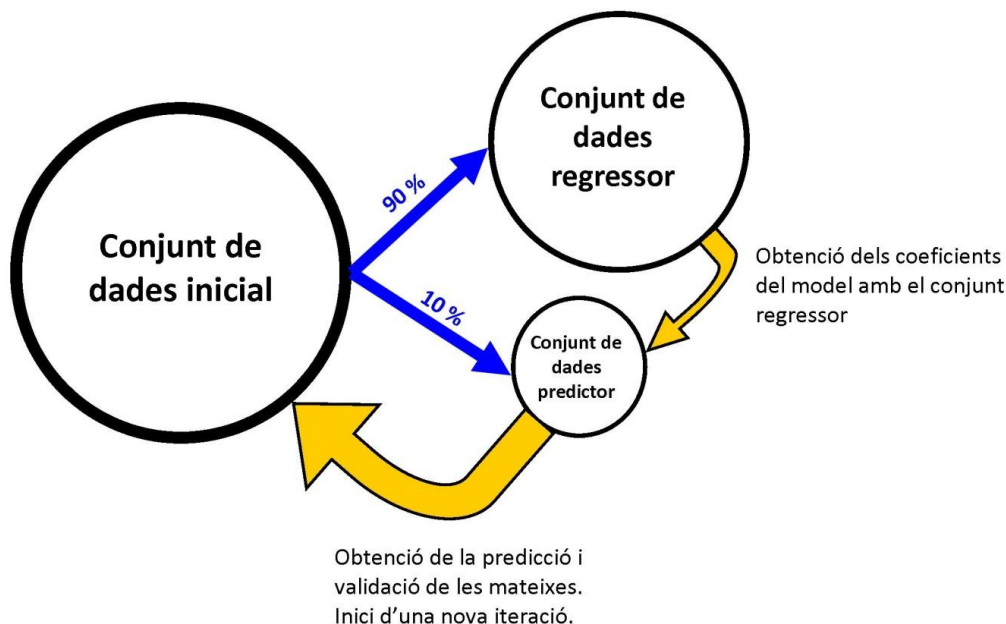 Conjunt de
dades inicial
90 %
10 %
Conjunt de
dades
regressor
Obtenció dels coeficients
del model amb el conjunt
regressor
Conjunt de
dades
predictor
Obtenció de la predicció i
validació de les mateixes.
Inici d’una nova iteració.